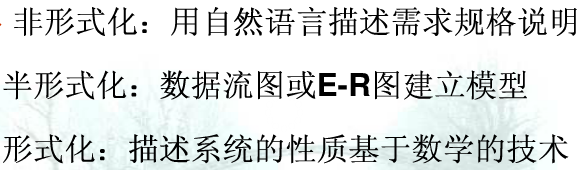 非形式化：用自然语言描述需求规格说明
半形式化：数据流图或E-R图建立模型
形式化：描述系统的性质基于数学的技术